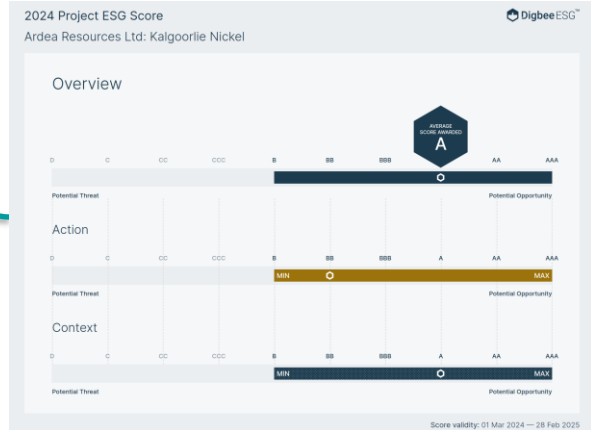 2024 Project ESG Score
DigbeeESG™
Ardea Resources Ltd: Kalgoorlie Nickel
Overview
AVERAGE
SCORE AWARDED
A
D C CC CCC B BB BBB AA AAA
Potential Threat Potential Opportunity
Action
D C CC CCC B BB BBB A AA AAA
MIN MAX
Potential Threat Potential Opportunity
Context
D C CC CCC B BB BBB A AA AAA
MIN MAX
Potential Threat Potential Opportunity
Score validity: 01 Mar 2024 — 28 Feb 2025